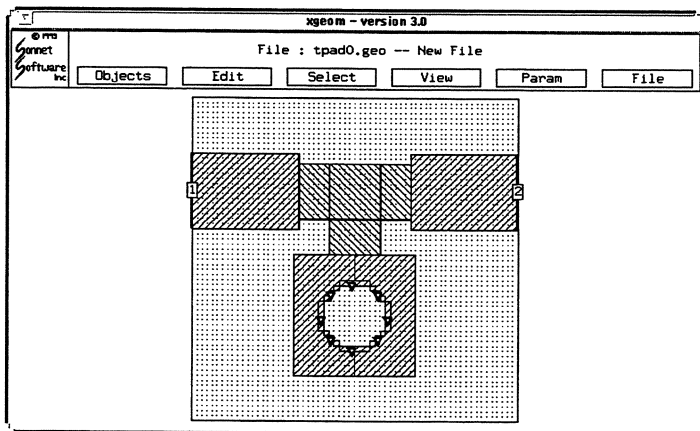 xgeom – version 3.0
Sonnet
Software
Inc
File : tpad0.geo -- New File
Objects Edit Select View Param File
1
2